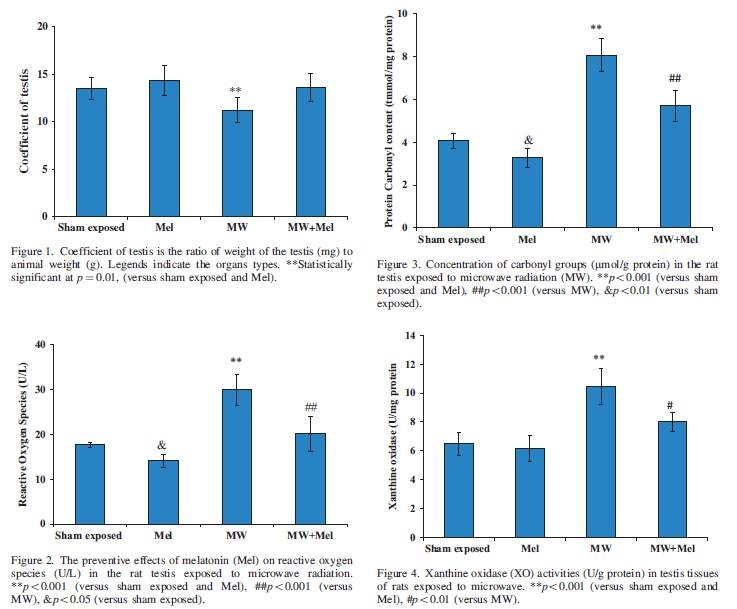 20
15
10
5
0
Coefficient of testis
**
Sham exposed Mel MW MW+Mel
Figure 1. Coefficient of testis is the ratio of weight of the testis (mg) to
animal weight (g). Legends indicate the organs types. **Statistically
significant at p = 0.01, (versus sham exposed and Mel).
40
30
20
10
0
Reactive Oxygen Species (U/L)
&
**
##
Sham exposed Mel MW MW+Mel
Figure 2. The preventive effects of melatonin (Mel) on reactive oxygen
species (U/L) in the rat testis exposed to microwave radiation.
**p<0.001 (versus sham exposed and Mel), ##p<0.001 (versus
MW), &p<0.05 (versus sham exposed).
10
8
6
4
2
0
Protein Carbonyl content (tmmol/mg protein)
&
**
##
Sham exposed Mel MW MW+Mel
Figure 3. Concentration of carbonyl groups (μmol/g protein) in the rat
testis exposed to microwave radiation (MW). **p<0.001 (versus sham
exposed and Mel), ##p<0.001 (versus MW), &p<0.01 (versus sham
exposed).
14
12
10
8
6
4
2
0
Xanthine oxidase (U/mg protein
**
#
Sham exposed Mel MW MW+Mel
Figure 4. Xanthine oxidase (XO) activities (U/g protein) in testis tissues
of rats exposed to microwave. **p<0.001 (versus sham exposed and
Mel), #p<0.01 (versus MW).